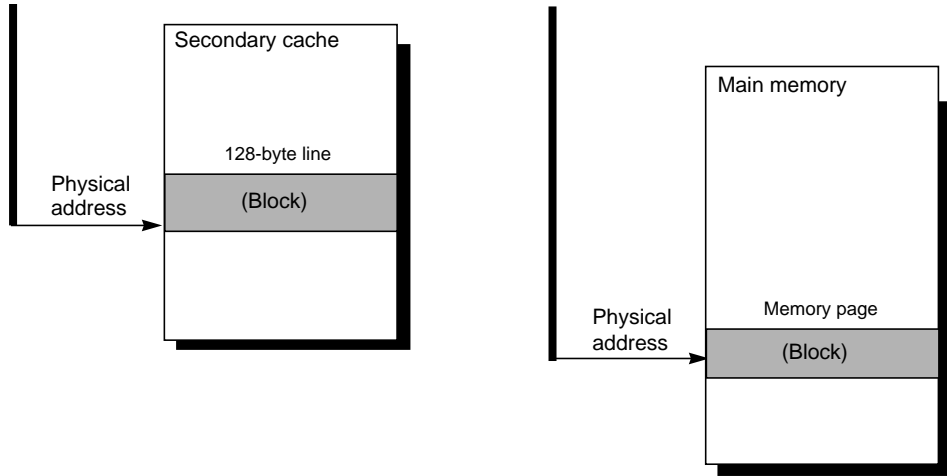 Secondary cache
128-byte line
(Block)
Physical
address
Main memory
Memory page
(Block)
Physical
address